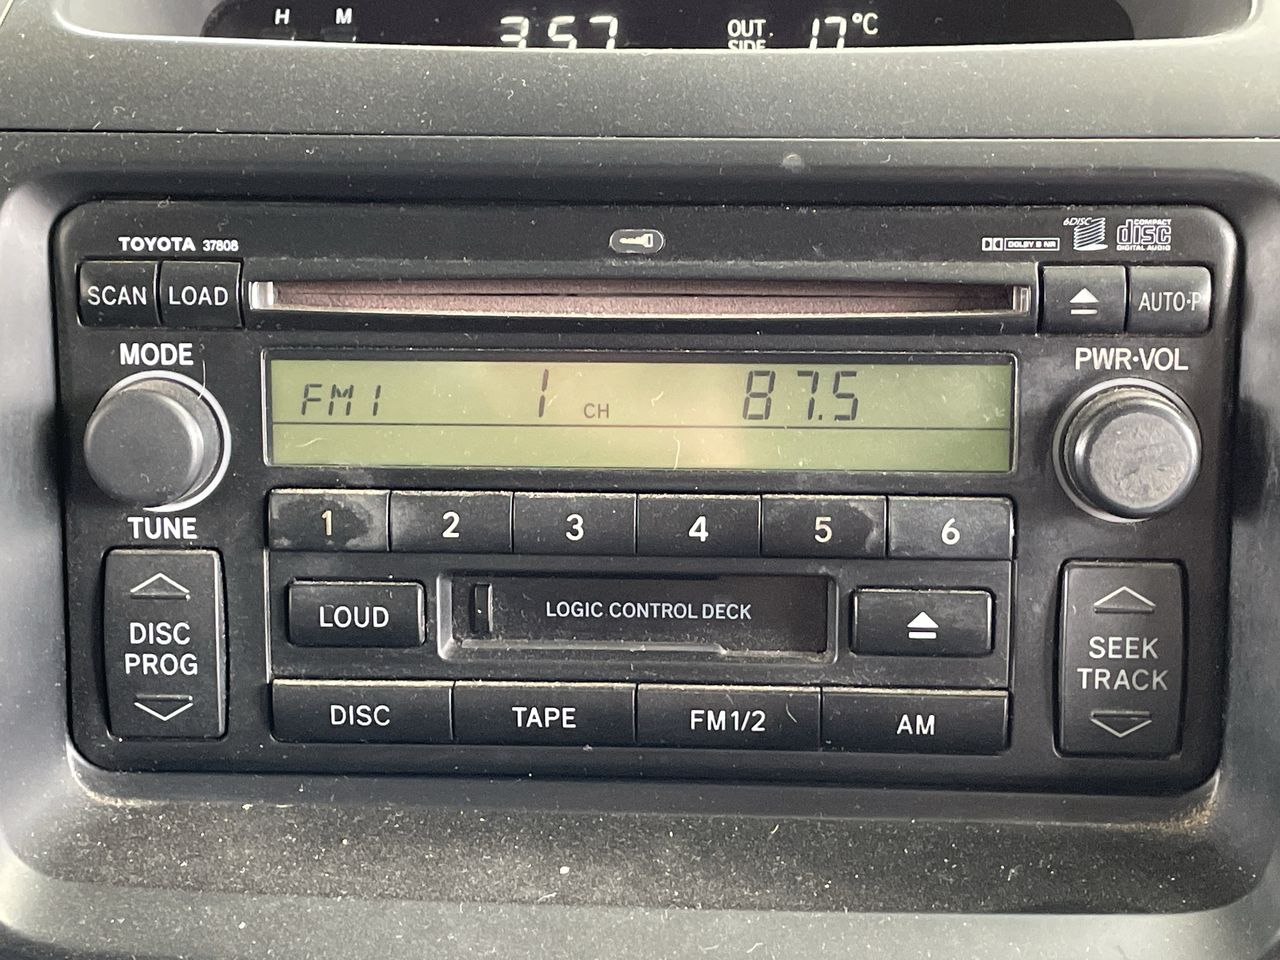 H M
3:57 OUT SIDE 17°C
TOYOTA 37808
DOLBY B NR
6DISC
COMPACT
disc
DIGITAL AUDIO
SCAN LOAD
AUTO·P
MODE
PWR·VOL
FM1 1 CH 87.5
TUNE
1 2 3 4 5 6
DISC
PROG
LOUD
LOGIC CONTROL DECK
SEEK
TRACK
DISC TAPE FM1/2 AM